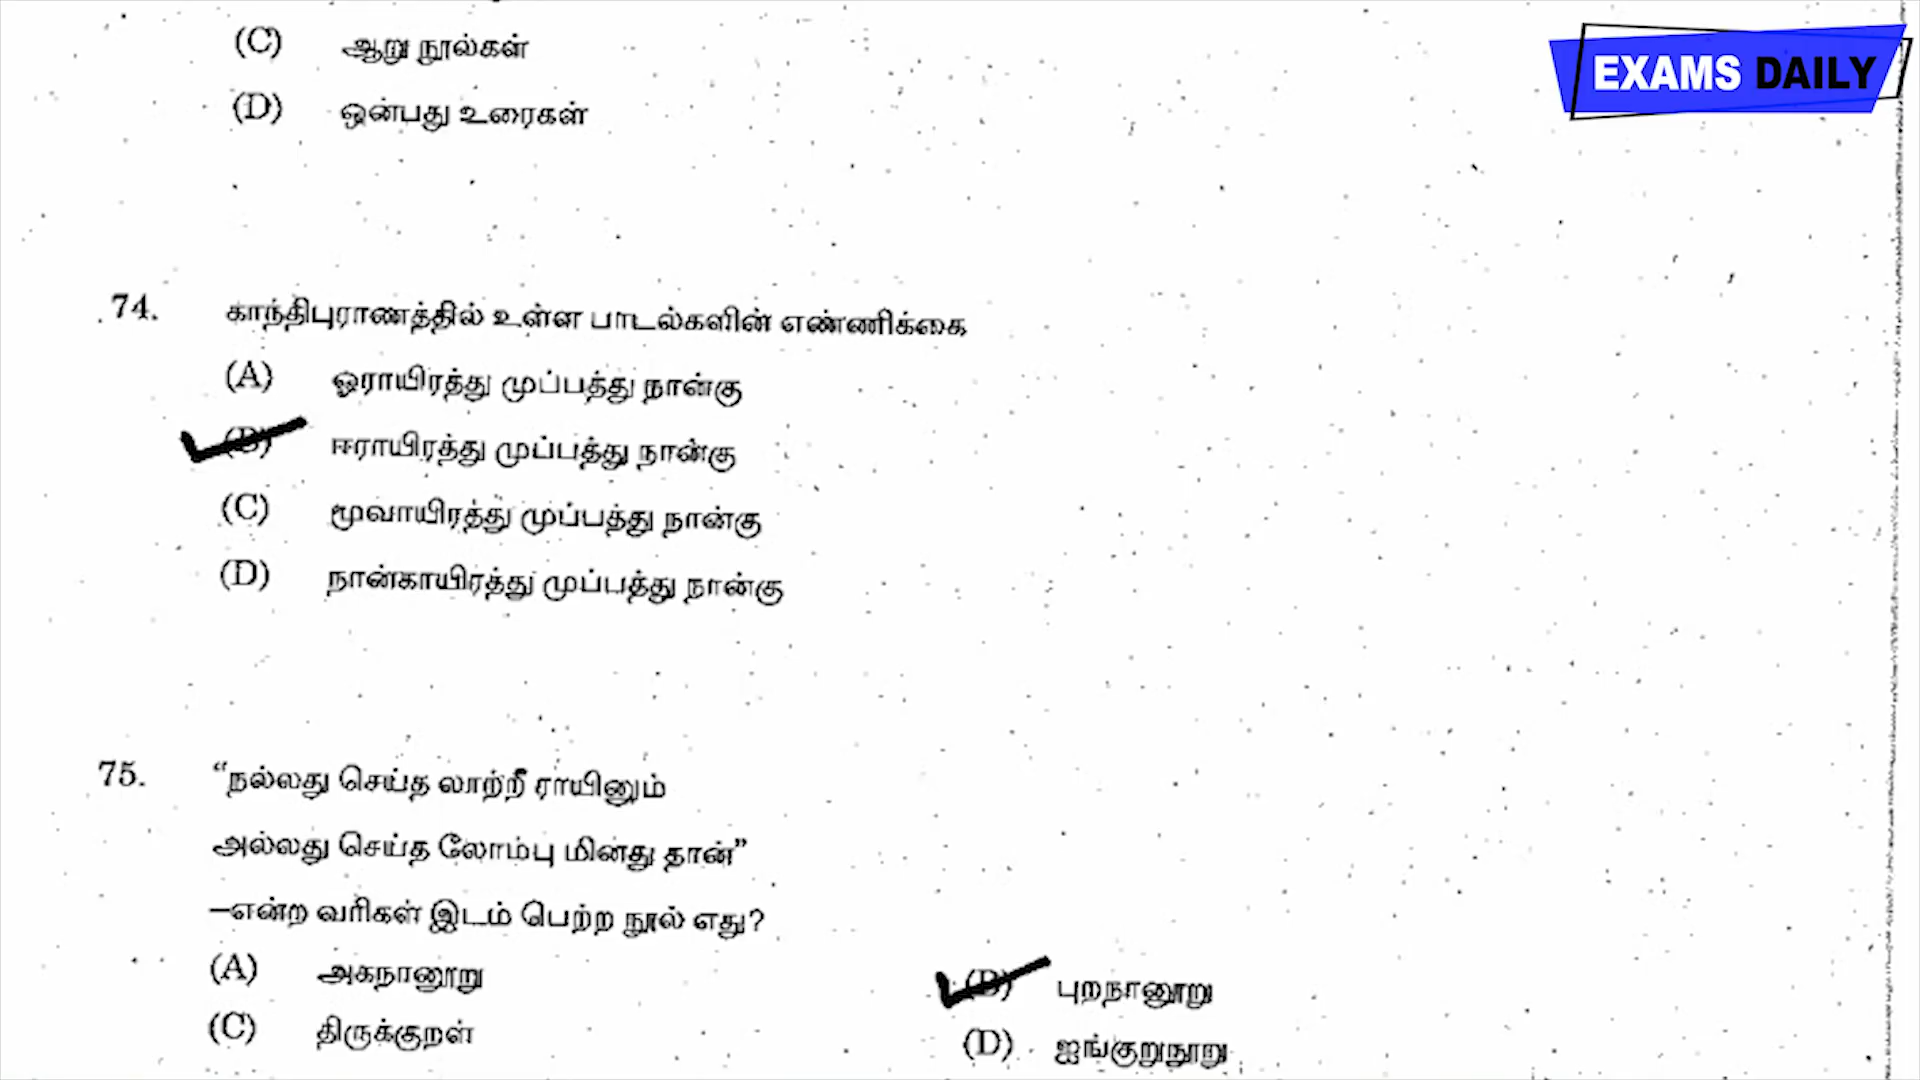 (C) ஆறு நூல்கள்
EXAMS DAILY
(D) ஒன்பது உரைகள்
74. காந்திபுராணத்தில் உள்ள பாடல்களின் எண்ணிக்கை
(A) ஓராயிரத்து முப்பத்து நான்கு
(B) ஈராயிரத்து முப்பத்து நான்கு
(C) மூவாயிரத்து முப்பத்து நான்கு
(D) நான்காயிரத்து முப்பத்து நான்கு
75. “நல்லது செய்த லாற்றீ ராயினும்
அல்லது செய்த லோம்பு மினது தான்”
–என்ற வரிகள் இடம் பெற்ற நூல் எது?
(A) அகநானூறு (B) புறநானூறு
(C) திருக்குறள் (D) ஐங்குறுநூறு